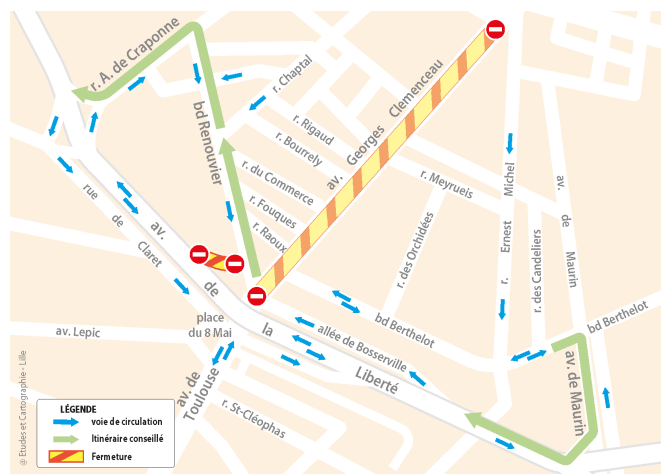 r. A. de Craponne
r. Chaptal
bd Renouvier
r. Rigaud
r. Bourrely
av. Georges Clemenceau
r. du Commerce
r. Meyrueis
r. Fouques
r. Raoux
rue de Claret
av. de la Liberté
r. des Orchidées
r. Ernest Michel
r. des Candeliers
av. de Maurin
place
du 8 Mai
av. Lepic
bd Berthelot
allée de Bosserville
bd Berthelot
av. de Maurin
av. de
Toulouse
r. St-Cléophas
LÉGENDE
voie de circulation
Itinéraire conseillé
Fermeture
@ Etudes et Cartographie - Lille